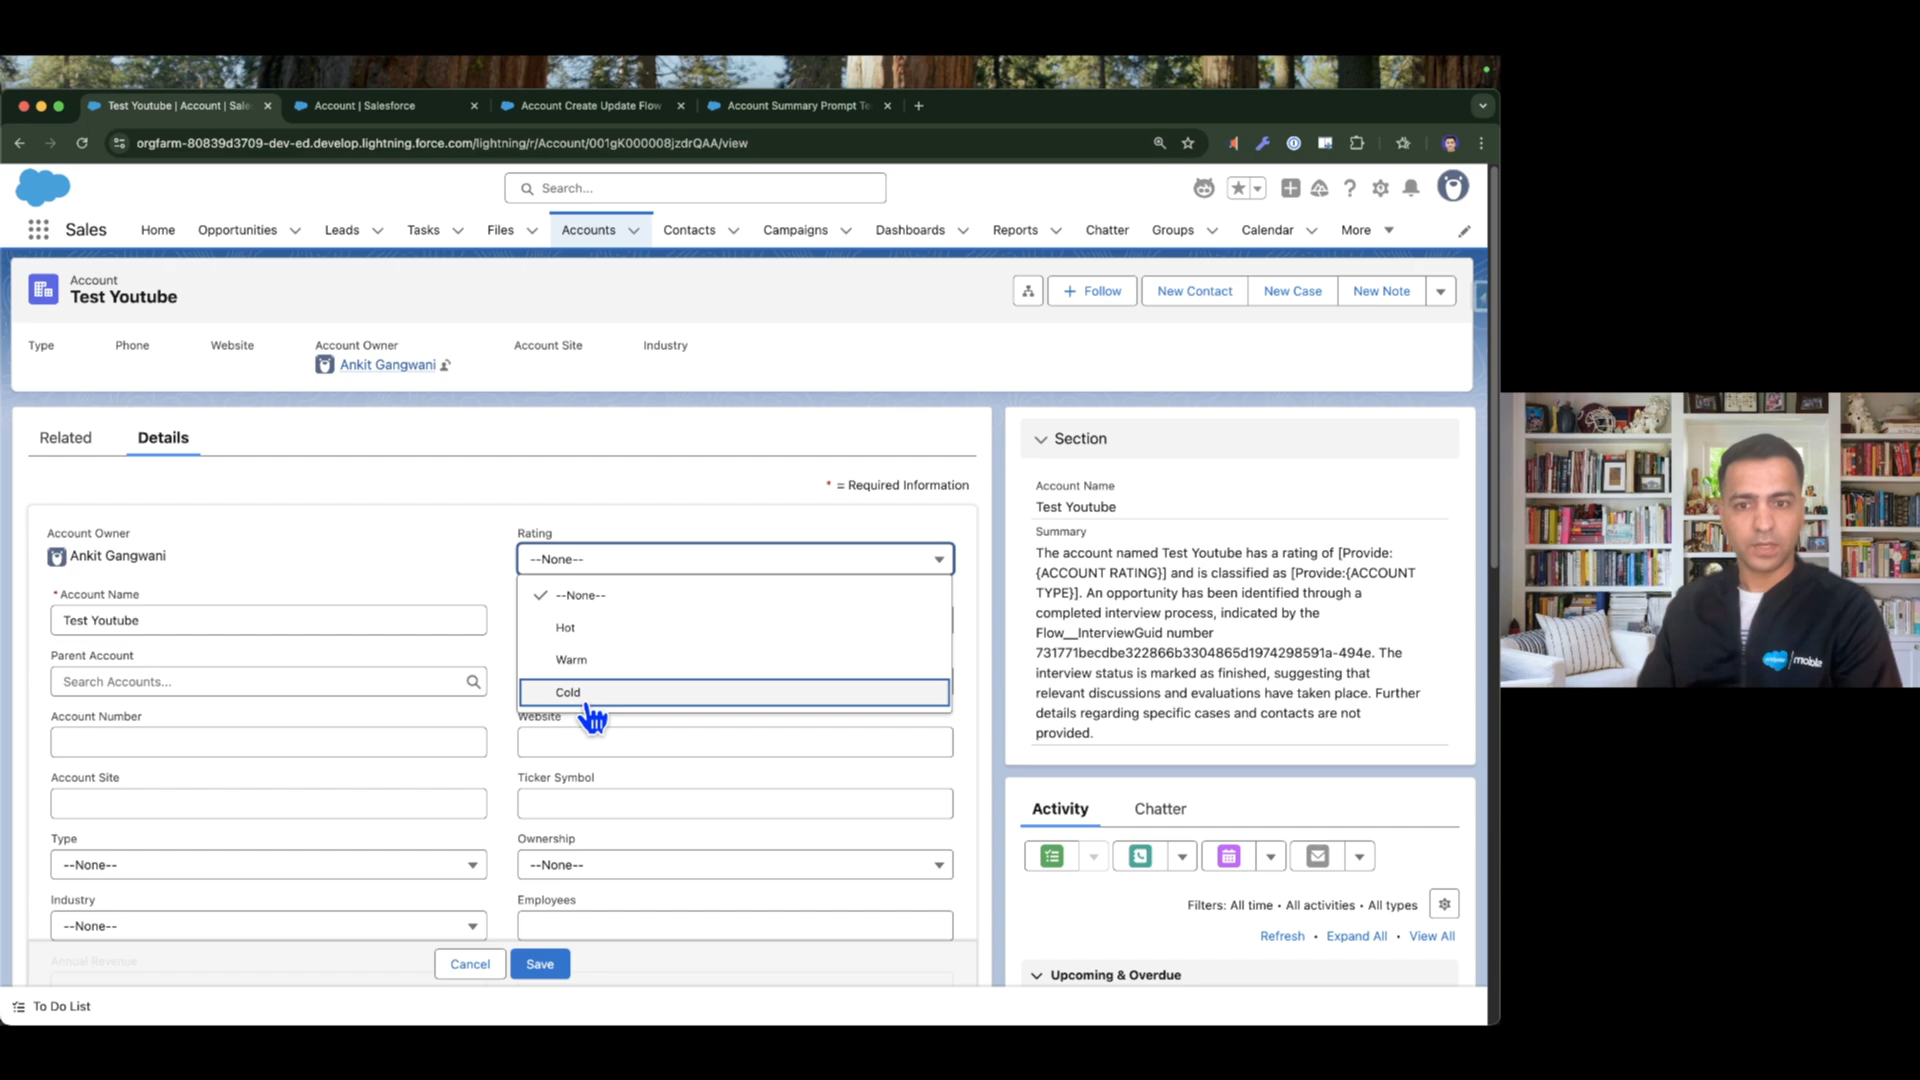 Test Youtube | Account | Sale
Account | Salesforce
Account Create Update Flow
Account Summary Prompt Te
orgfarm-80839d3709-dev-ed.develop.lightning.force.com/lightning/r/Account/001gK000008jzdrQAA/view
Search...
Sales
Home
Opportunities
Leads
Tasks
Files
Accounts
Contacts
Campaigns
Dashboards
Reports
Chatter
Groups
Calendar
More
Account
Test Youtube
+ Follow
New Contact
New Case
New Note
Type
Phone
Website
Account Owner
Ankit Gangwani
Account Site
Industry
Related
Details
* = Required Information
Account Owner
Ankit Gangwani
Rating
--None--
--None--
Hot
Warm
Cold
* Account Name
Test Youtube
Parent Account
Search Accounts...
Account Number
Website
Account Site
Ticker Symbol
Type
--None--
Ownership
--None--
Industry
--None--
Employees
Annual Revenue
Cancel
Save
Section
Account Name
Test Youtube
Summary
The account named Test Youtube has a rating of [Provide:
{ACCOUNT RATING}] and is classified as [Provide:{ACCOUNT
TYPE}]. An opportunity has been identified through a
completed interview process, indicated by the
Flow__InterviewGuid number
731771becdbe322866b3304865d1974298591a-494e. The
interview status is marked as finished, suggesting that
relevant discussions and evaluations have taken place. Further
details regarding specific cases and contacts are not
provided.
Activity
Chatter
Filters: All time • All activities • All types
Refresh • Expand All • View All
Upcoming & Overdue
To Do List
mobile